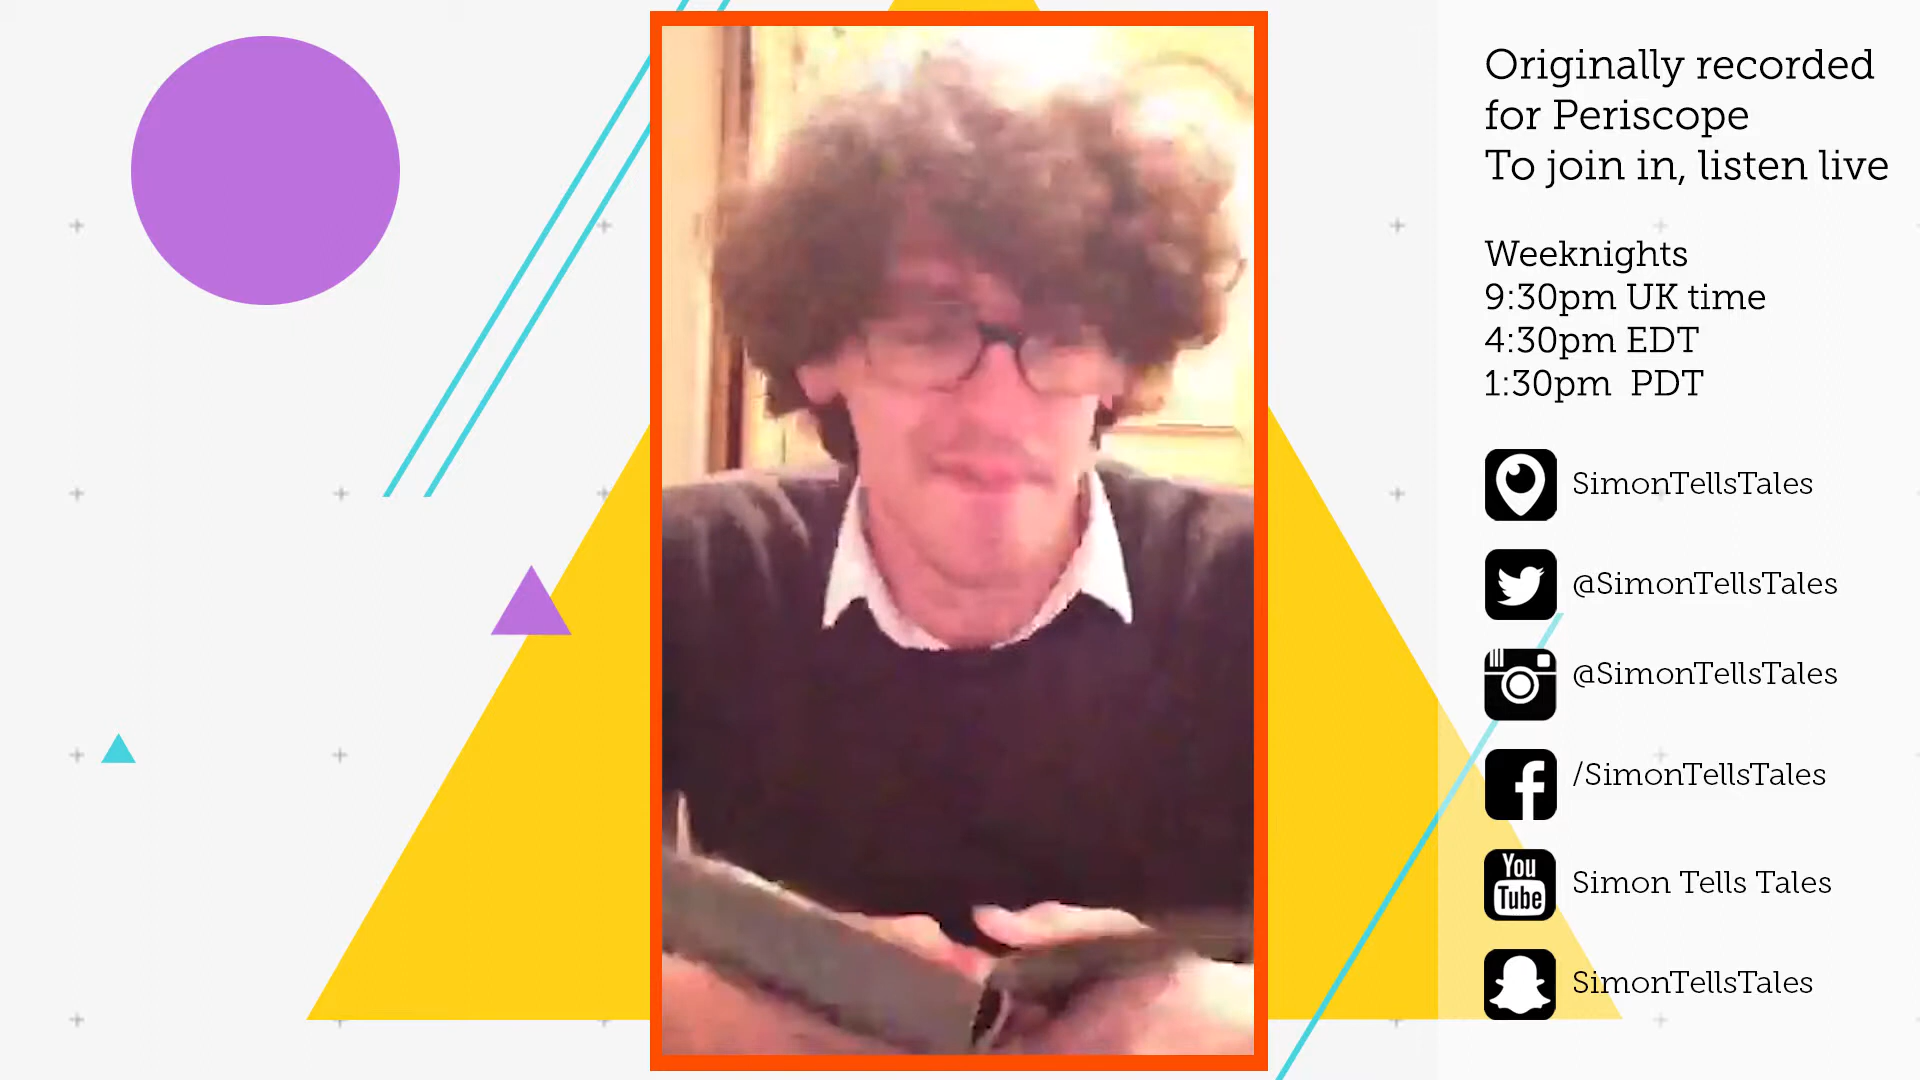 Originally recorded
for Periscope
To join in, listen live
Weeknights
9:30pm UK time
4:30pm EDT
1:30pm PDT
SimonTellsTales
@SimonTellsTales
@SimonTellsTales
/SimonTellsTales
You
Tube
Simon Tells Tales
SimonTellsTales